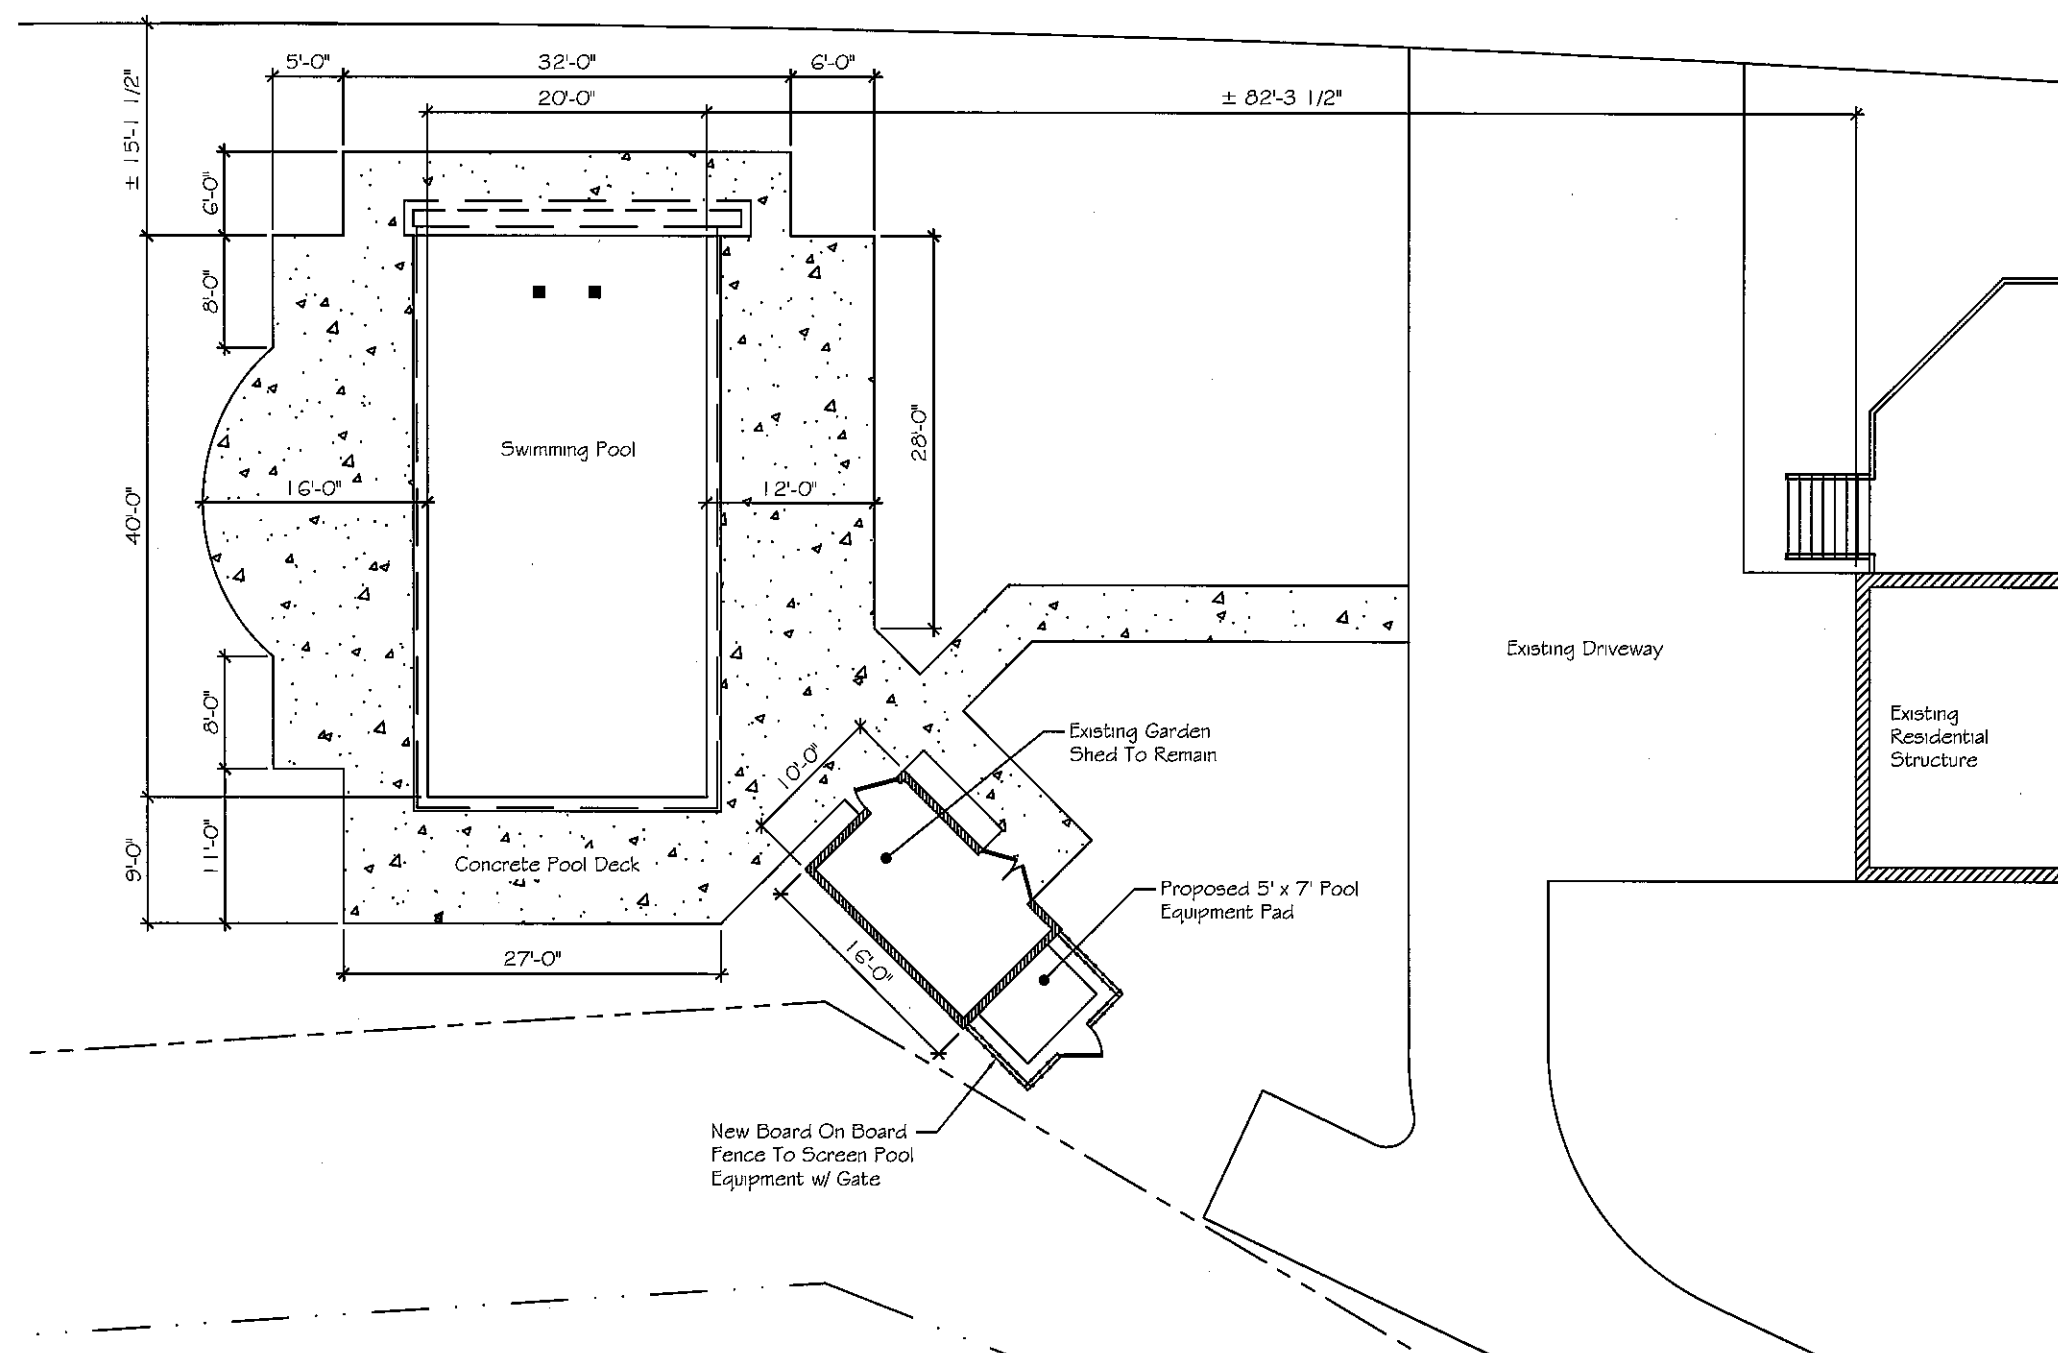 5'-0"
32'-0"
6'-0"
20'-0"
± 82'-3 1/2"
± 15'-1 1/2"
6'-0"
8'-0"
28'-0"
Swimming Pool
16'-0"
12'-0"
40'-0"
Existing Driveway
8'-0"
Existing Garden
Shed To Remain
Existing
Residential
Structure
10'-0"
9'-0"
11'-0"
Concrete Pool Deck
Proposed 5' x 7' Pool
Equipment Pad
27'-0"
16'-0"
New Board On Board
Fence To Screen Pool
Equipment w/ Gate